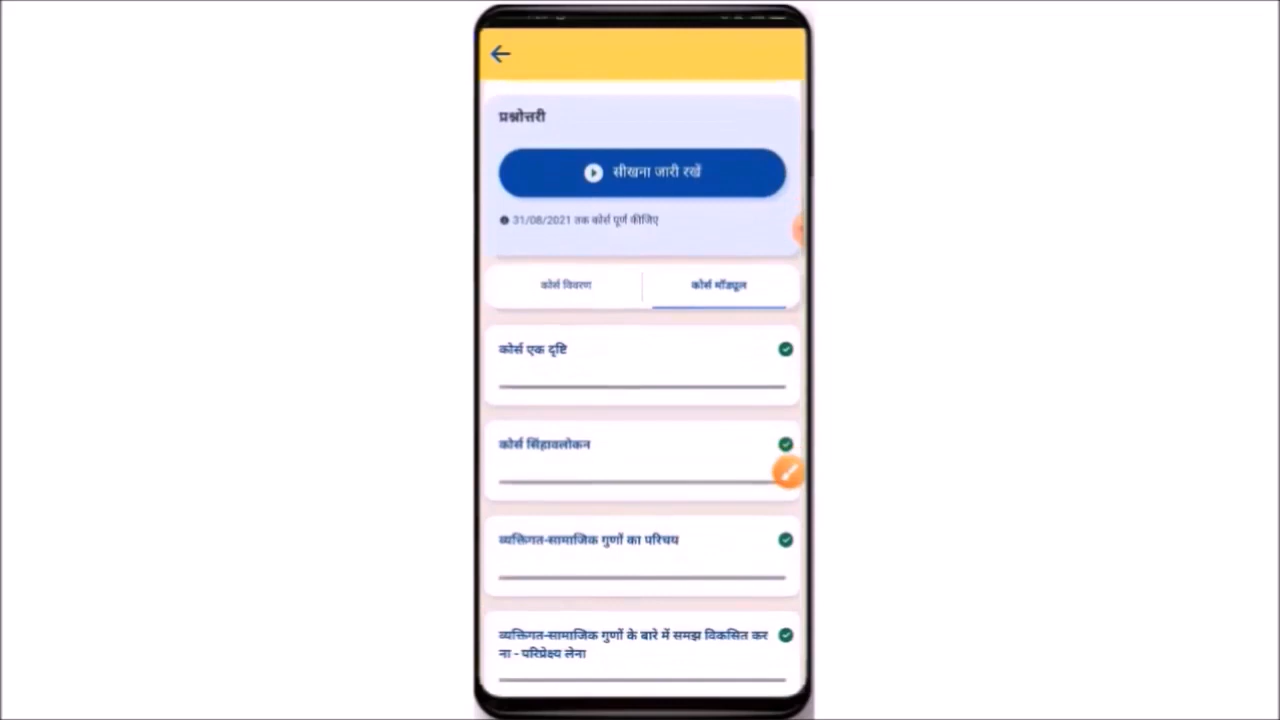 प्रश्नोत्तरी
सीखना जारी रखें
31/08/2021 तक कोर्स पूर्ण कीजिए
कोर्स विवरण
कोर्स मॉड्यूल
कोर्स एक दृष्टि
कोर्स सिंहावलोकन
व्यक्तिगत-सामाजिक गुणों का परिचय
व्यक्तिगत-सामाजिक गुणों के बारे में समझ विकसित कर
ना - परिप्रेक्ष्य लेना